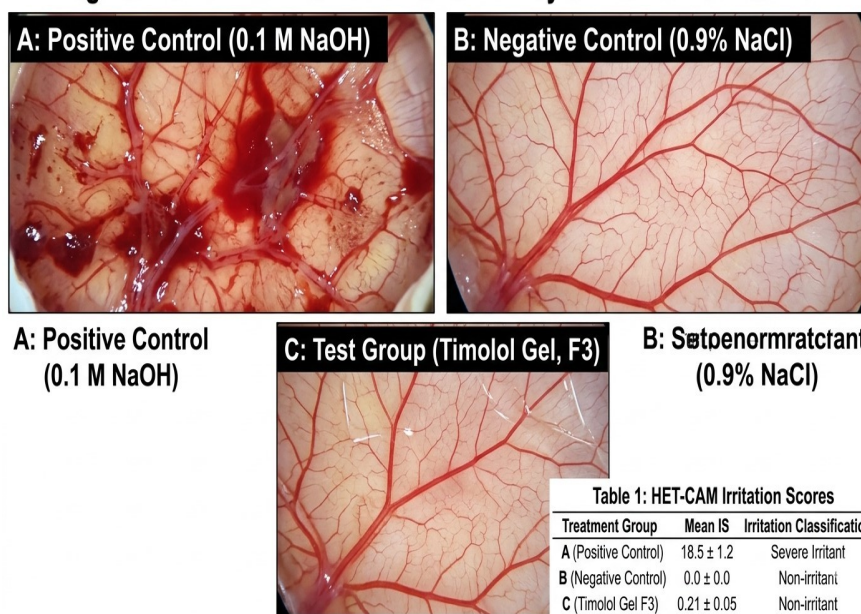 A: Positive Control (0.1 M NaOH)
B: Negative Control (0.9% NaCl)
A: Positive Control
(0.1 M NaOH)
C: Test Group (Timolol Gel, F3)
B:
(0.9% NaCl)
Table 1: HET-CAM Irritation Scores
Treatment Group Mean IS Irritation Classificatio
A (Positive Control) 18.5 ± 1.2 Severe Irritant
B (Negative Control) 0.0 ± 0.0 Non-irritant
C (Timolol Gel F3) 0.21 ± 0.05 Non-irritant